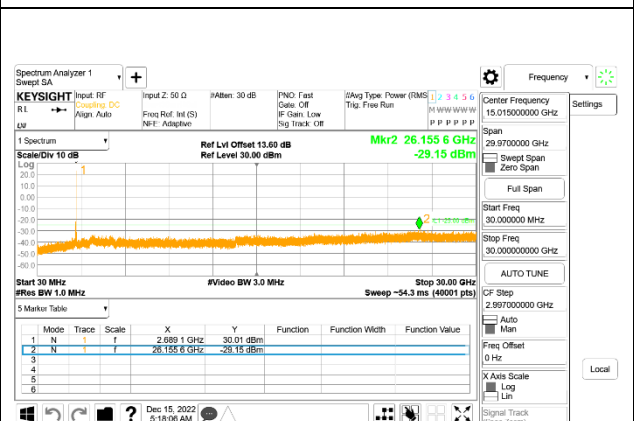 Spectrum Analyzer 1
Swept SA
Frequency
Settings
KEYSIGHT
RL
Input: RF
Coupling: DC
Align: Auto
Input Z: 50 Ω
Freq Ref: Int (S)
NFE: Adaptive
#Atten: 30 dB
PNO: Fast
Gate: Off
IF Gain: Low
Sig Track: Off
#Avg Type: Power (RMS
Trig: Free Run
1 2 3 4 5 6
M W W W W W
P P P P P P
1 Spectrum
Scale/Div 10 dB
Ref Lvl Offset 13.60 dB
Ref Level 30.00 dBm
Mkr2 26.155 6 GHz
-29.15 dBm
Log
20.0
10.0
0.00
-10.0
-20.0
-30.0
-40.0
-50.0
-60.0
1
2
Start 30 MHz
#Res BW 1.0 MHz
#Video BW 3.0 MHz
Stop 30.00 GHz
Sweep ~54.3 ms (40001 pts)
5 Marker Table
Mode Trace Scale X Y Function Function Width Function Value
1 N 1 f 2.689 1 GHz 30.01 dBm
2 N 1 f 26.155 6 GHz -29.15 dBm
3
4
5
6
Center Frequency
15.015000000 GHz
Span
29.9700000 GHz
Swept Span
Zero Span
Full Span
Start Freq
30.000000 MHz
Stop Freq
30.000000000 GHz
AUTO TUNE
CF Step
2.997000000 GHz
Auto
Man
Freq Offset
0 Hz
X Axis Scale
Log
Lin
Signal Track
Local
?
Dec 15, 2022
5:18:06 AM